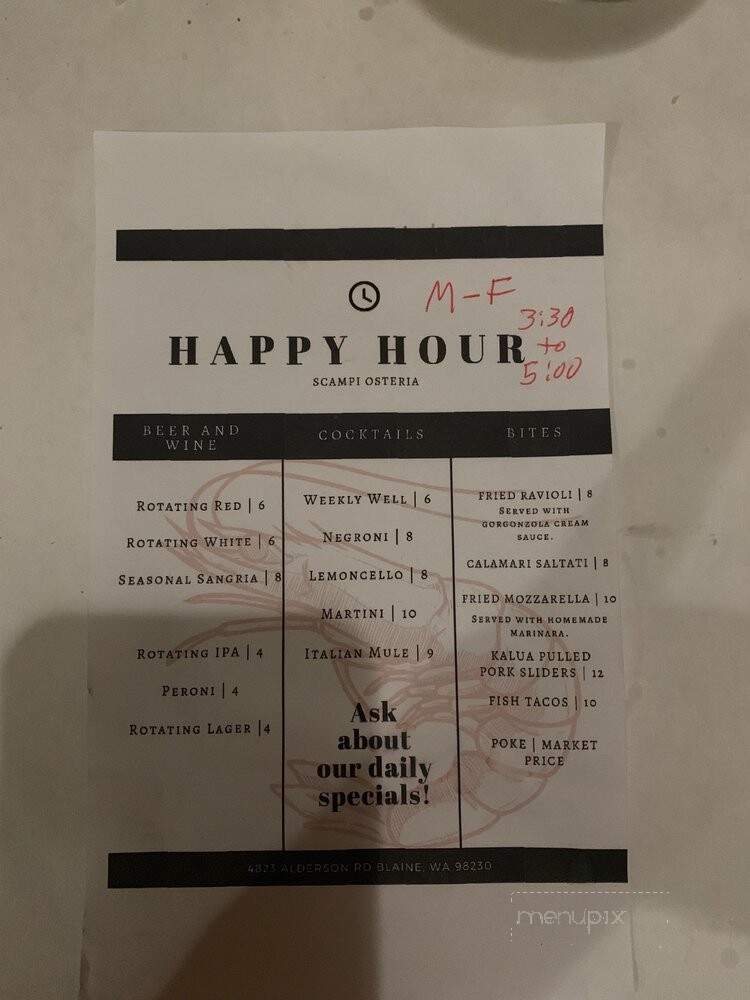 M-F
3:30
to
5:00
HAPPY HOUR
SCAMPI OSTERIA
BEER AND
WINE
ROTATING RED | 6
ROTATING WHITE | 6
SEASONAL SANGRIA | 8
ROTATING IPA | 4
PERONI | 4
ROTATING LAGER |4
COCKTAILS
WEEKLY WELL | 6
NEGRONI | 8
LEMONCELLO | 8
MARTINI | 10
ITALIAN MULE | 9
Ask
about
our daily
specials!
BITES
FRIED RAVIOLI | 8
SERVED WITH
GORGONZOLA CREAM
SAUCE.
CALAMARI SALTATI | 8
FRIED MOZZARELLA | 10
SERVED WITH HOMEMADE
MARINARA.
KALUA PULLED
PORK SLIDERS | 12
FISH TACOS | 10
POKE | MARKET
PRICE
4823 ALDERSON RD BLAINE, WA 98230
menupix